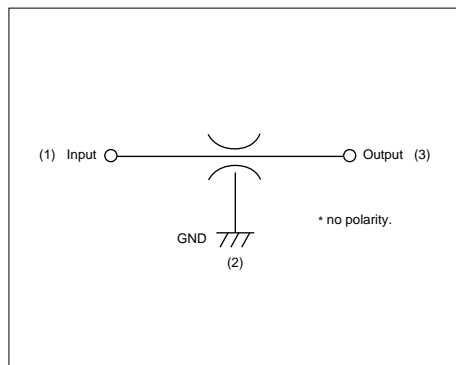 (1) Input Output (3)
* no polarity.
GND
(2)